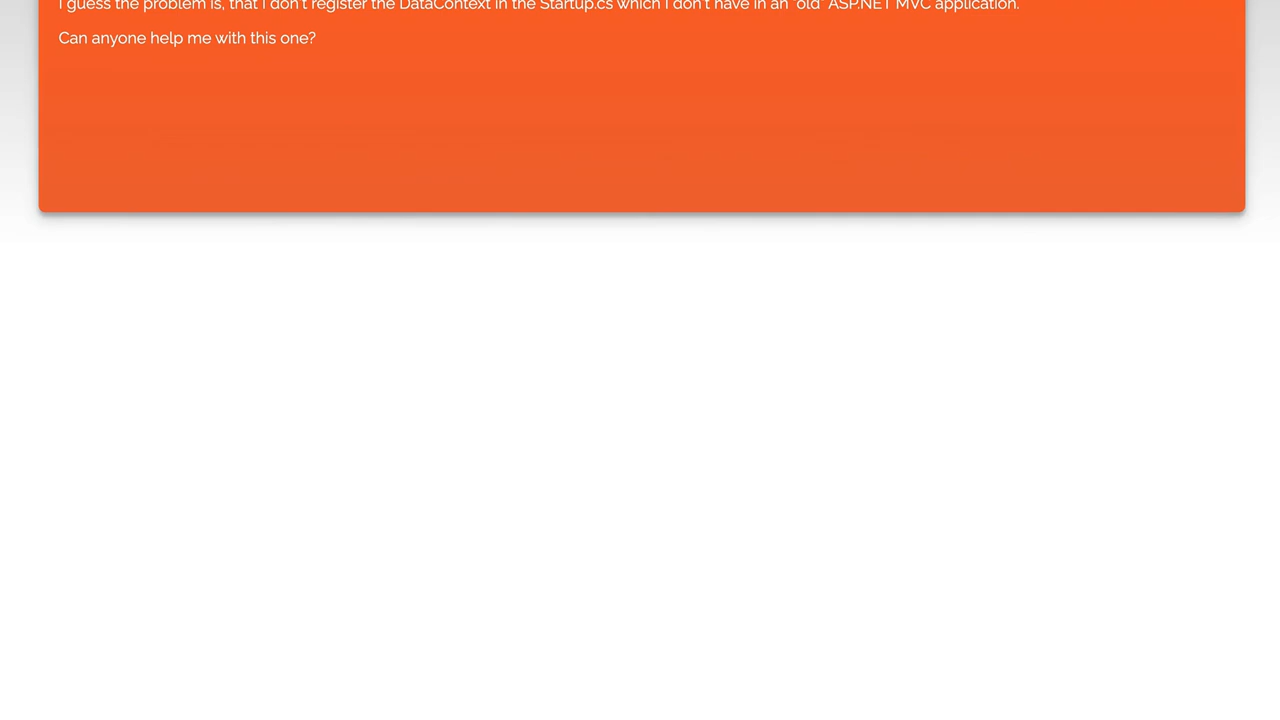 I guess the problem is, that I don't register the DataContext in the Startup.cs which I don't have in an "old" ASP.NET MVC application.
Can anyone help me with this one?